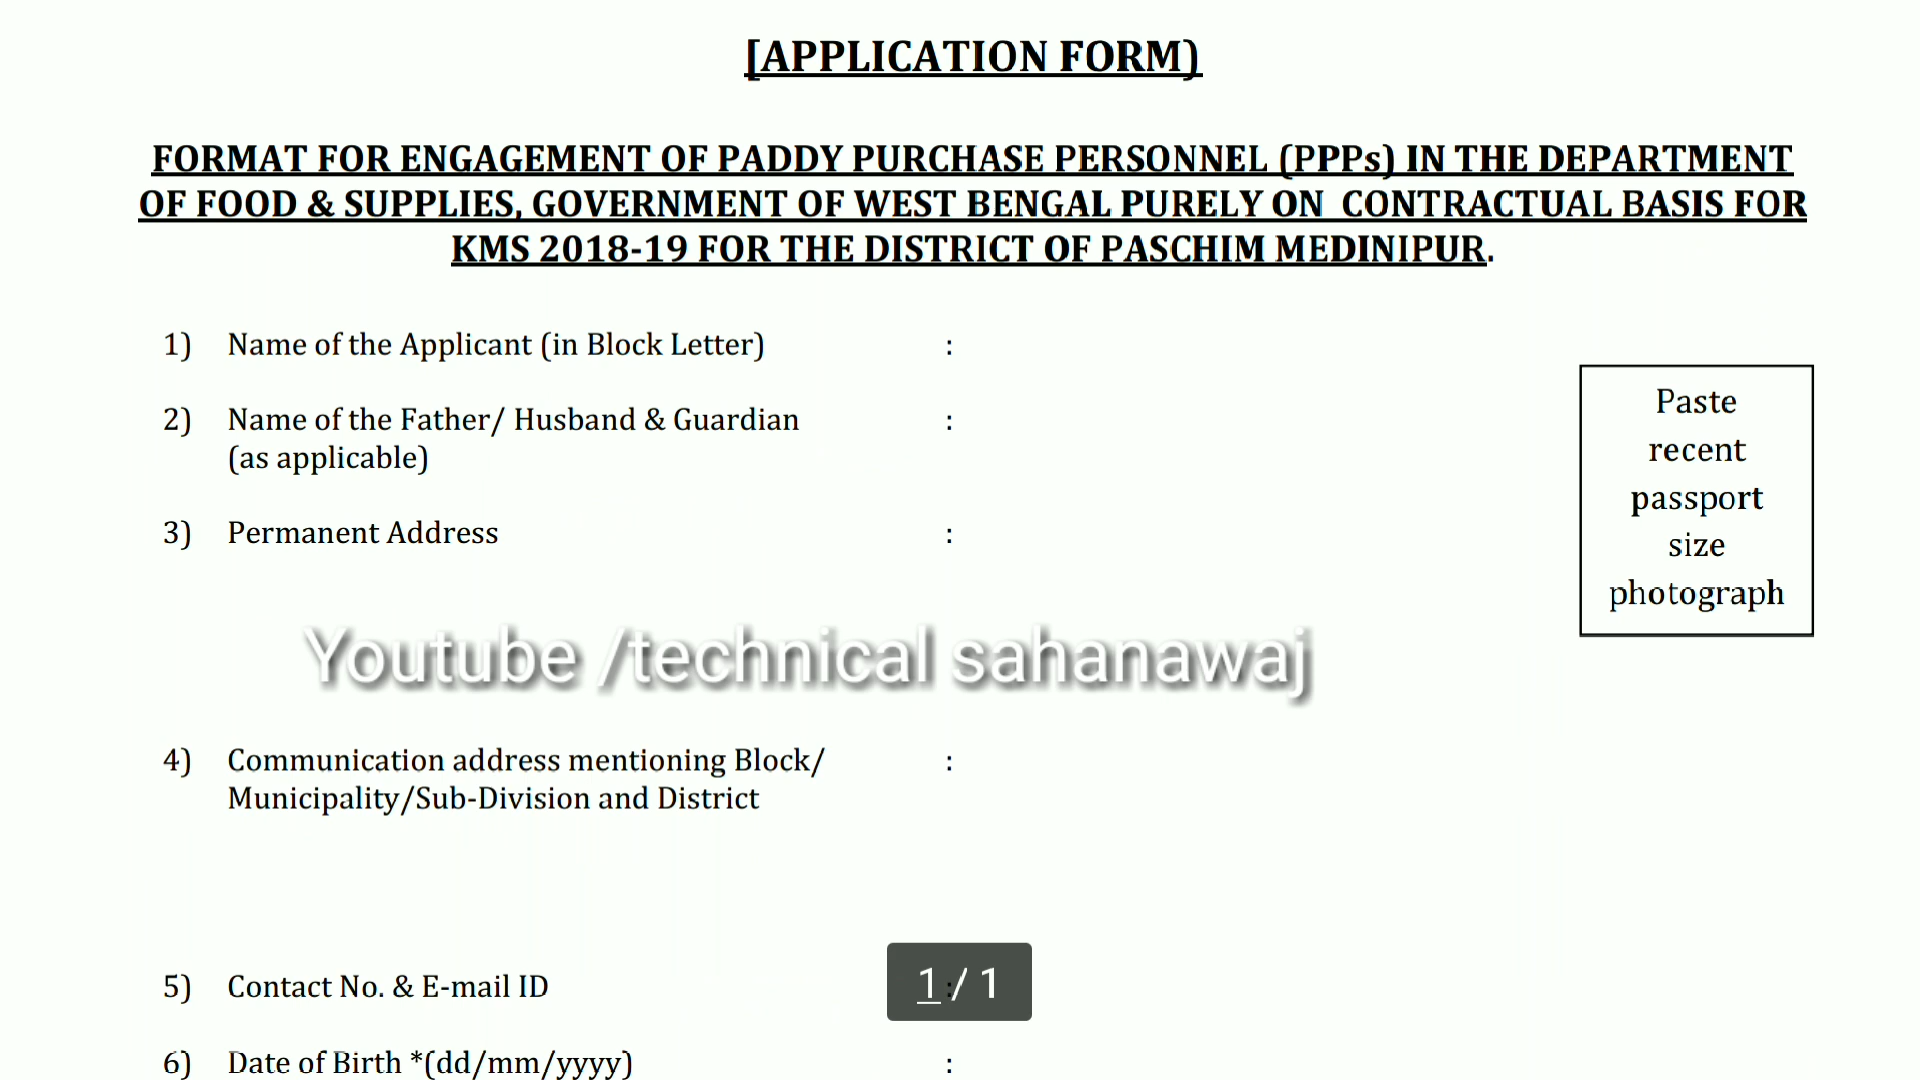 [APPLICATION FORM)
FORMAT FOR ENGAGEMENT OF PADDY PURCHASE PERSONNEL (PPPs) IN THE DEPARTMENT
OF FOOD & SUPPLIES, GOVERNMENT OF WEST BENGAL PURELY ON CONTRACTUAL BASIS FOR
KMS 2018-19 FOR THE DISTRICT OF PASCHIM MEDINIPUR.
1) Name of the Applicant (in Block Letter) :
2) Name of the Father/ Husband & Guardian :
(as applicable)
3) Permanent Address :
Paste
recent
passport
size
photograph
Youtube /technical sahanawaj
4) Communication address mentioning Block/ :
Municipality/Sub-Division and District
5) Contact No. & E-mail ID :
1 / 1
6) Date of Birth *(dd/mm/yyyy) :